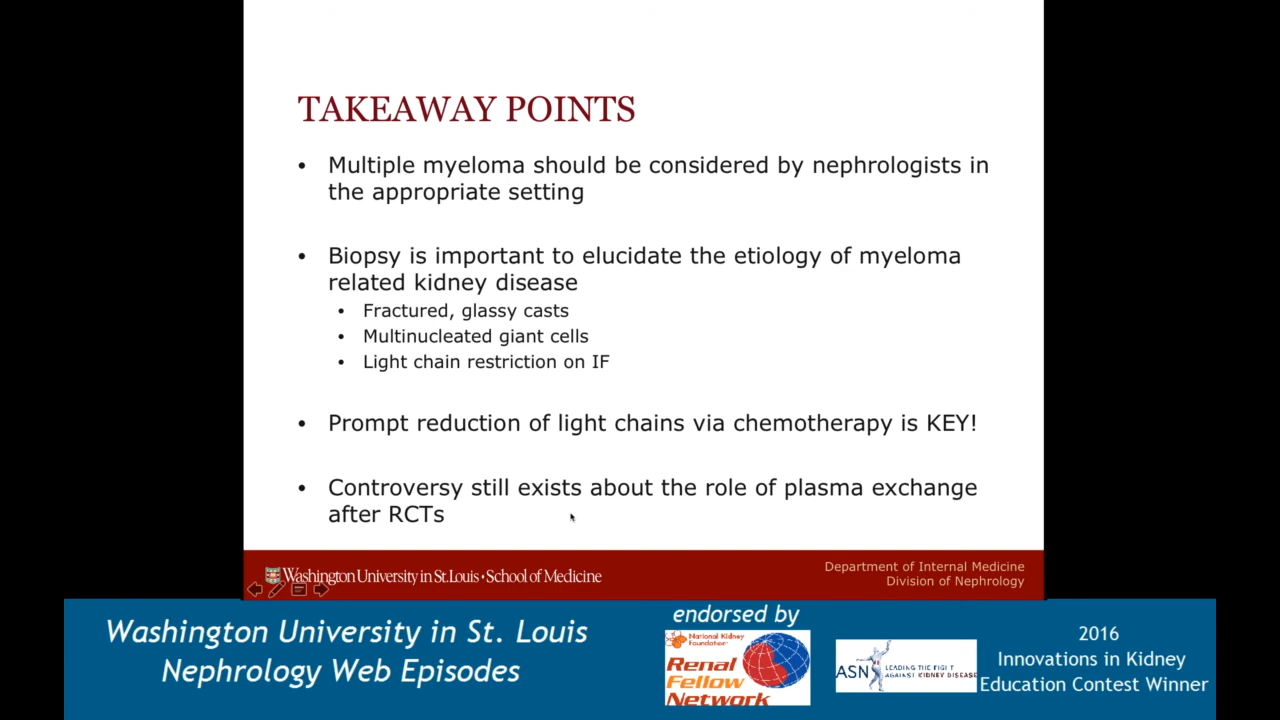 TAKEAWAY POINTS
• Multiple myeloma should be considered by nephrologists in
the appropriate setting
• Biopsy is important to elucidate the etiology of myeloma
related kidney disease
• Fractured, glassy casts
• Multinucleated giant cells
• Light chain restriction on IF
• Prompt reduction of light chains via chemotherapy is KEY!
• Controversy still exists about the role of plasma exchange
after RCTs
Washington University in St. Louis • School of Medicine
Department of Internal Medicine
Division of Nephrology
Washington University in St. Louis
Nephrology Web Episodes
endorsed by
National Kidney
Foundation
Renal
Fellow
Network
ASN
LEADING THE FIGHT
AGAINST KIDNEY DISEASE
2016
Innovations in Kidney
Education Contest Winner